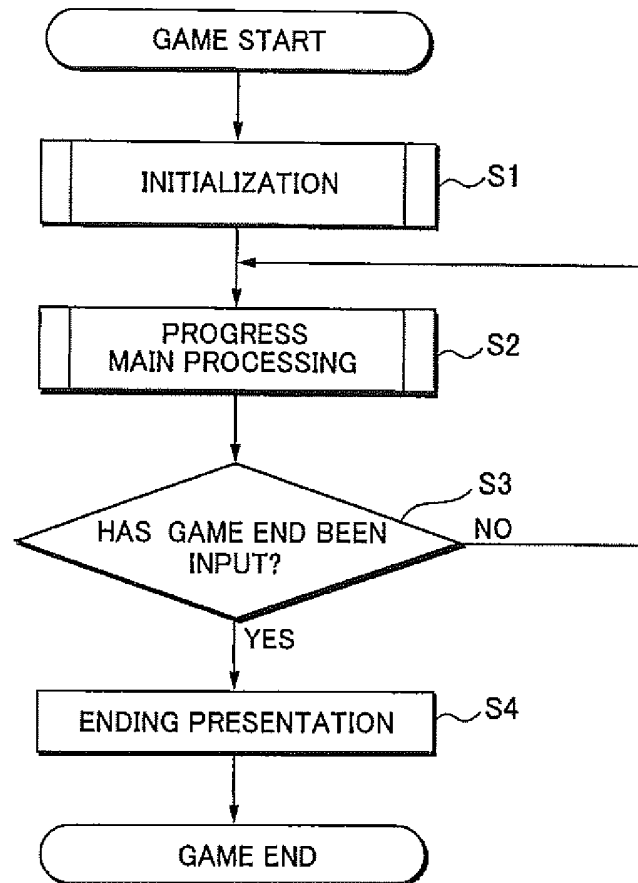 GAME START
INITIALIZATION
S1
PROGRESS
MAIN PROCESSING
S2
S3
HAS GAME END BEEN
INPUT?
NO
YES
ENDING PRESENTATION
S4
GAME END